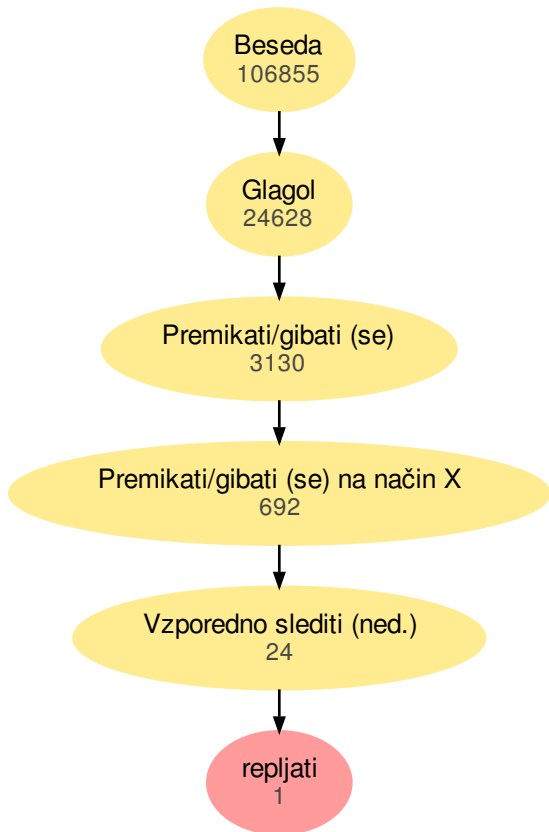 Beseda
106855
Glagol
24628
Premikati/gibati (se)
3130
Premikati/gibati (se) na način X
692
Vzporedno slediti (ned.)
24
repljati
1